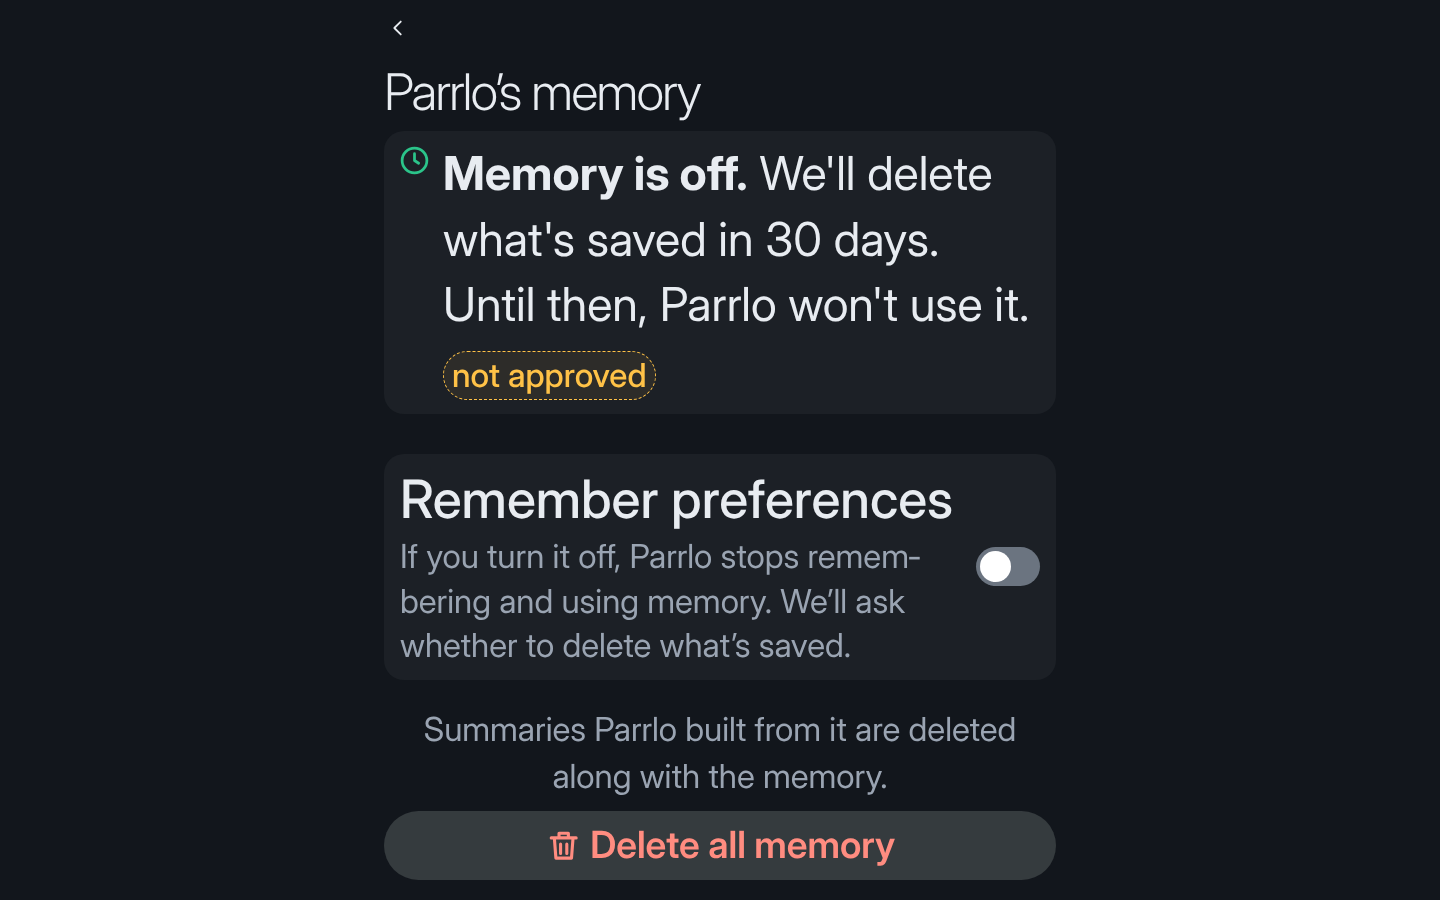 Parrlo’s memory
Memory is off. We'll delete
what's saved in 30 days.
Until then, Parrlo won't use it.
not approved
Remember preferences
If you turn it off, Parrlo stops remem-
bering and using memory. We’ll ask
whether to delete what’s saved.
Summaries Parrlo built from it are deleted
along with the memory.
Delete all memory